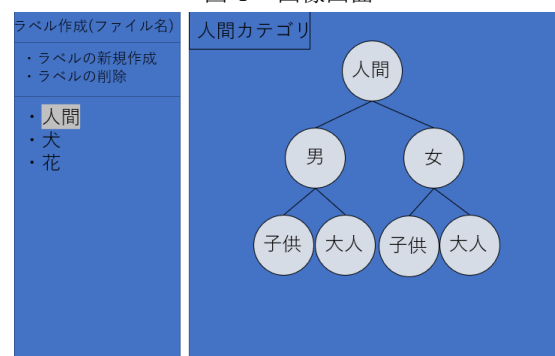 ラベル作成(ファイル名)
・ラベルの新規作成
・ラベルの削除
・人間
・犬
・花
人間カテゴリ
人間
男
女
子供
大人
子供
大人